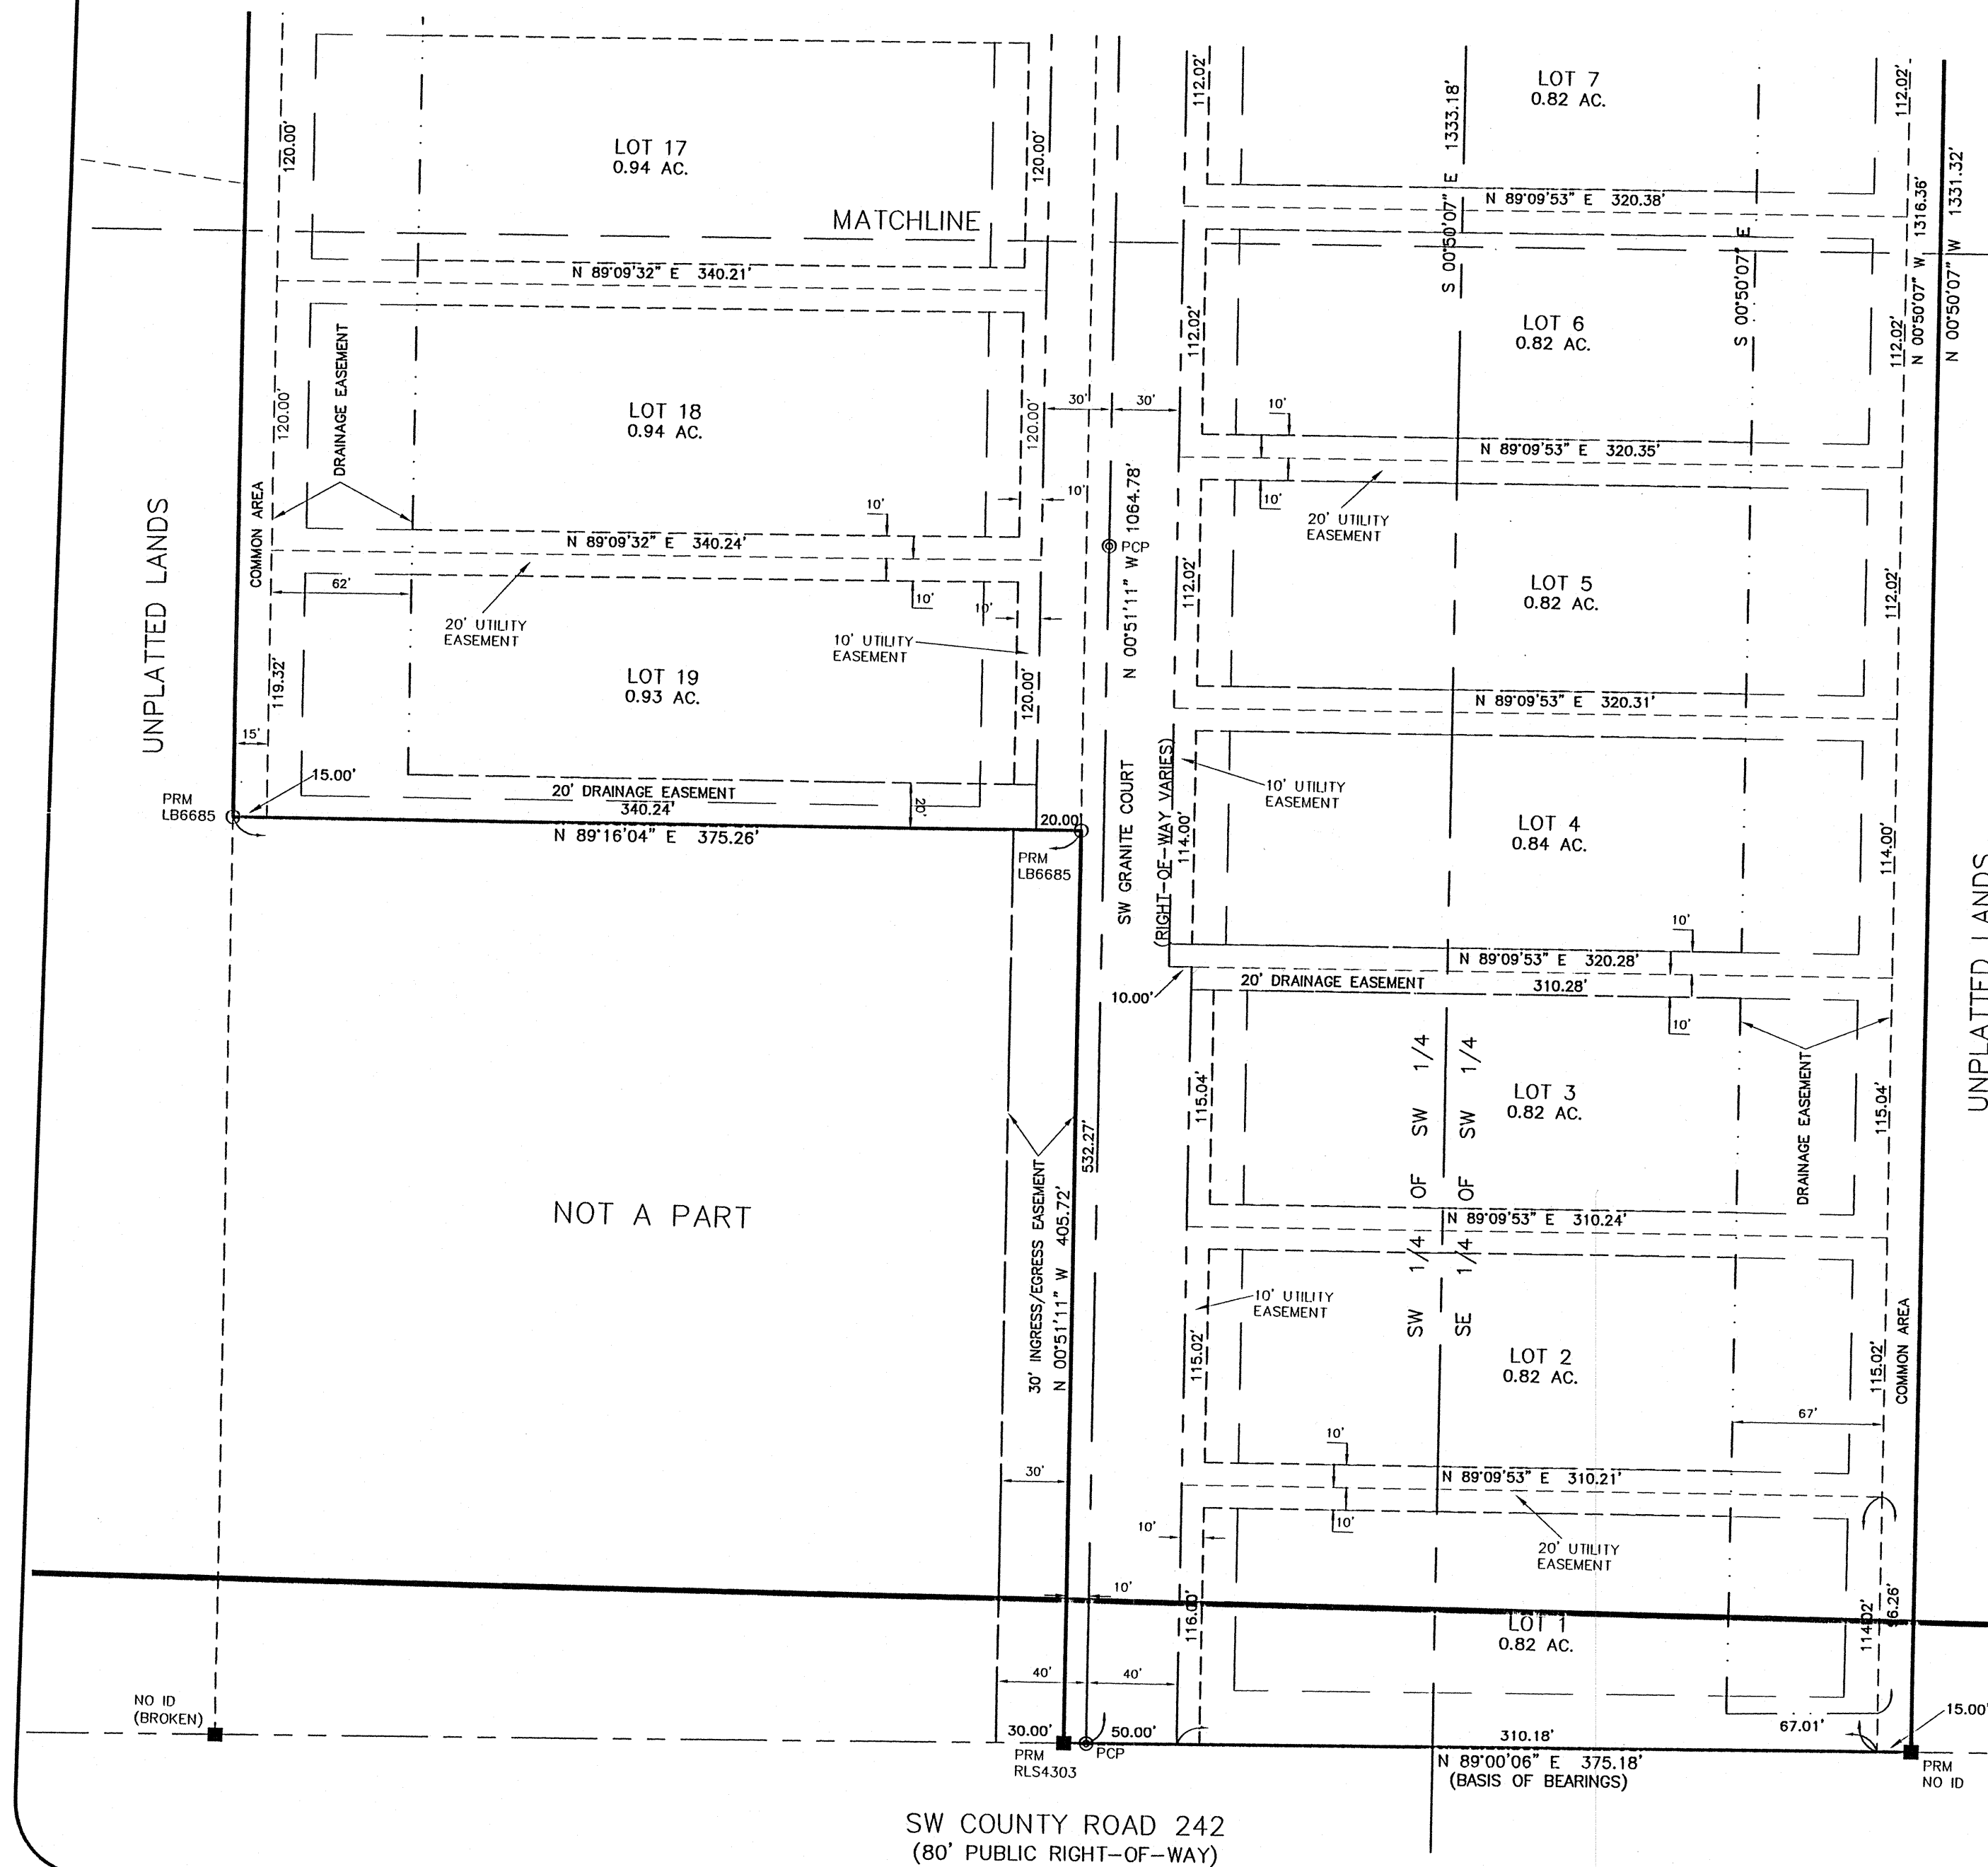 LOT 17
0.94 AC.
120.00'
120.00'
MATCHLINE
N 89°09'32" E 340.21'
DRAINAGE EASEMENT
LOT 18
0.94 AC.
120.00'
120.00'
COMMON AREA
UNPLATTED LANDS
10'
10'
N 89°09'32" E 340.24'
62'
10'
10'
20' UTILITY
EASEMENT
10' UTILITY
EASEMENT
LOT 19
0.93 AC.
119.32'
120.00'
15'
15.00'
PRM
LB6685
20' DRAINAGE EASEMENT
340.24'
20'
20.00'
N 89°16'04" E 375.26'
PRM
LB6685
30'
30'
N 00°51'11" W 1064.78'
PCP
SW GRANITE COURT
(RIGHT-OF-WAY VARIES)
LOT 7
0.82 AC.
112.02'
112.02'
S 00°50'07" E 1333.18'
N 89°09'53" E 320.38'
S 00°50'07" E
N 00°50'07" W 1316.36'
N 00°50'07" W 1331.32'
LOT 6
0.82 AC.
112.02'
112.02'
10'
N 89°09'53" E 320.35'
10'
20' UTILITY
EASEMENT
LOT 5
0.82 AC.
112.02'
112.02'
N 89°09'53" E 320.31'
10' UTILITY
EASEMENT
LOT 4
0.84 AC.
114.00'
114.00'
UNPLATTED LANDS
10'
N 89°09'53" E 320.28'
20' DRAINAGE EASEMENT
310.28'
10.00'
10'
SW 1/4 OF SW 1/4
SE 1/4 OF SW 1/4
LOT 3
0.82 AC.
115.04'
115.04'
DRAINAGE EASEMENT
532.27'
30' INGRESS/EGRESS EASEMENT
N 00°51'11" W 405.72'
NOT A PART
N 89°09'53" E 310.24'
10' UTILITY
EASEMENT
LOT 2
0.82 AC.
115.02'
115.02'
COMMON AREA
67'
30'
10'
N 89°09'53" E 310.21'
10'
10'
20' UTILITY
EASEMENT
10'
116.00'
LOT 1
0.82 AC.
114.02'
40'
40'
NO ID
(BROKEN)
30.00'
50.00'
PCP
PRM
RLS4303
310.18'
67.01'
15.00'
N 89°00'06" E 375.18'
(BASIS OF BEARINGS)
PRM
NO ID
SW COUNTY ROAD 242
(80' PUBLIC RIGHT-OF-WAY)